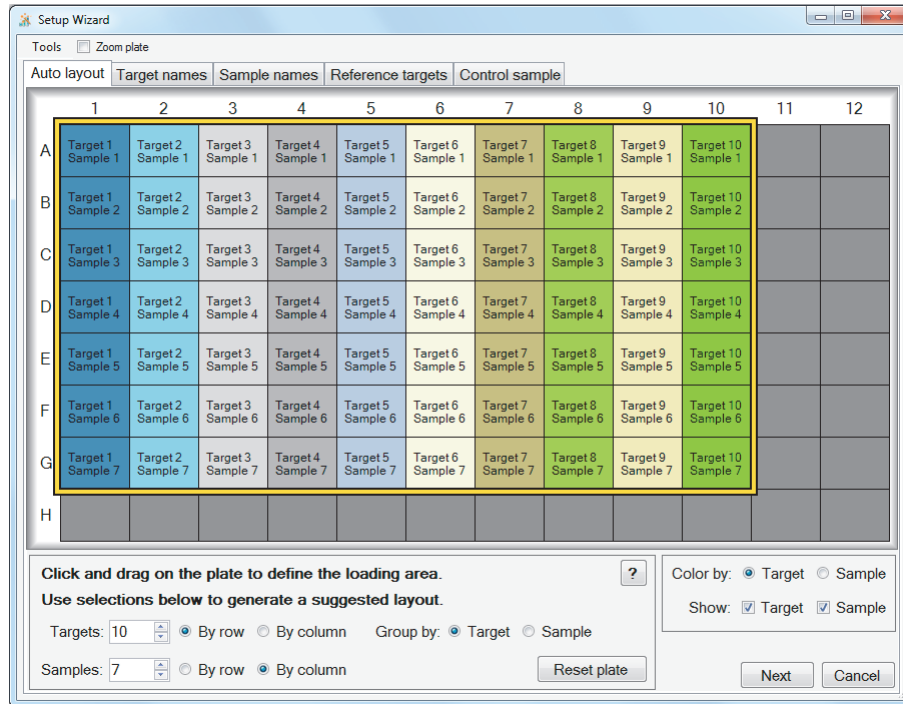 Setup Wizard
Tools Zoom plate
Auto layout Target names Sample names Reference targets Control sample
1 2 3 4 5 6 7 8 9 10 11 12
A Target 1 Target 2 Target 3 Target 4 Target 5 Target 6 Target 7 Target 8 Target 9 Target 10
Sample 1 Sample 1 Sample 1 Sample 1 Sample 1 Sample 1 Sample 1 Sample 1 Sample 1 Sample 1
B Target 1 Target 2 Target 3 Target 4 Target 5 Target 6 Target 7 Target 8 Target 9 Target 10
Sample 2 Sample 2 Sample 2 Sample 2 Sample 2 Sample 2 Sample 2 Sample 2 Sample 2 Sample 2
C Target 1 Target 2 Target 3 Target 4 Target 5 Target 6 Target 7 Target 8 Target 9 Target 10
Sample 3 Sample 3 Sample 3 Sample 3 Sample 3 Sample 3 Sample 3 Sample 3 Sample 3 Sample 3
D Target 1 Target 2 Target 3 Target 4 Target 5 Target 6 Target 7 Target 8 Target 9 Target 10
Sample 4 Sample 4 Sample 4 Sample 4 Sample 4 Sample 4 Sample 4 Sample 4 Sample 4 Sample 4
E Target 1 Target 2 Target 3 Target 4 Target 5 Target 6 Target 7 Target 8 Target 9 Target 10
Sample 5 Sample 5 Sample 5 Sample 5 Sample 5 Sample 5 Sample 5 Sample 5 Sample 5 Sample 5
F Target 1 Target 2 Target 3 Target 4 Target 5 Target 6 Target 7 Target 8 Target 9 Target 10
Sample 6 Sample 6 Sample 6 Sample 6 Sample 6 Sample 6 Sample 6 Sample 6 Sample 6 Sample 6
G Target 1 Target 2 Target 3 Target 4 Target 5 Target 6 Target 7 Target 8 Target 9 Target 10
Sample 7 Sample 7 Sample 7 Sample 7 Sample 7 Sample 7 Sample 7 Sample 7 Sample 7 Sample 7
H
Click and drag on the plate to define the loading area. ?
Use selections below to generate a suggested layout.
Targets: 10 By row By column Group by: Target Sample
Samples: 7 By row By column Reset plate
Color by: Target Sample
Show: Target Sample
Next Cancel